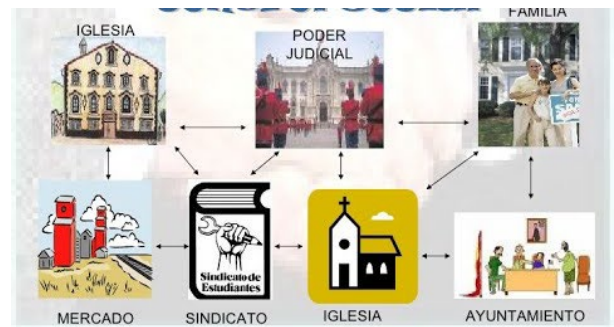 FAMILIA
IGLESIA
PODER
JUDICIAL
Sindicato de
Estudiantes
MERCADO
SINDICATO
IGLESIA
AYUNTAMIENTO